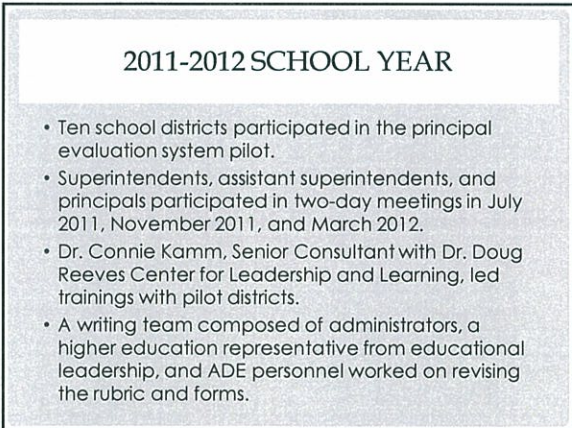 2011-2012 SCHOOL YEAR
• Ten school districts participated in the principal
evaluation system pilot.
• Superintendents, assistant superintendents, and
principals participated in two-day meetings in July
2011, November 2011, and March 2012.
• Dr. Connie Kamm, Senior Consultant with Dr. Doug
Reeves Center for Leadership and Learning, led
trainings with pilot districts.
• A writing team composed of administrators, a
higher education representative from educational
leadership, and ADE personnel worked on revising
the rubric and forms.